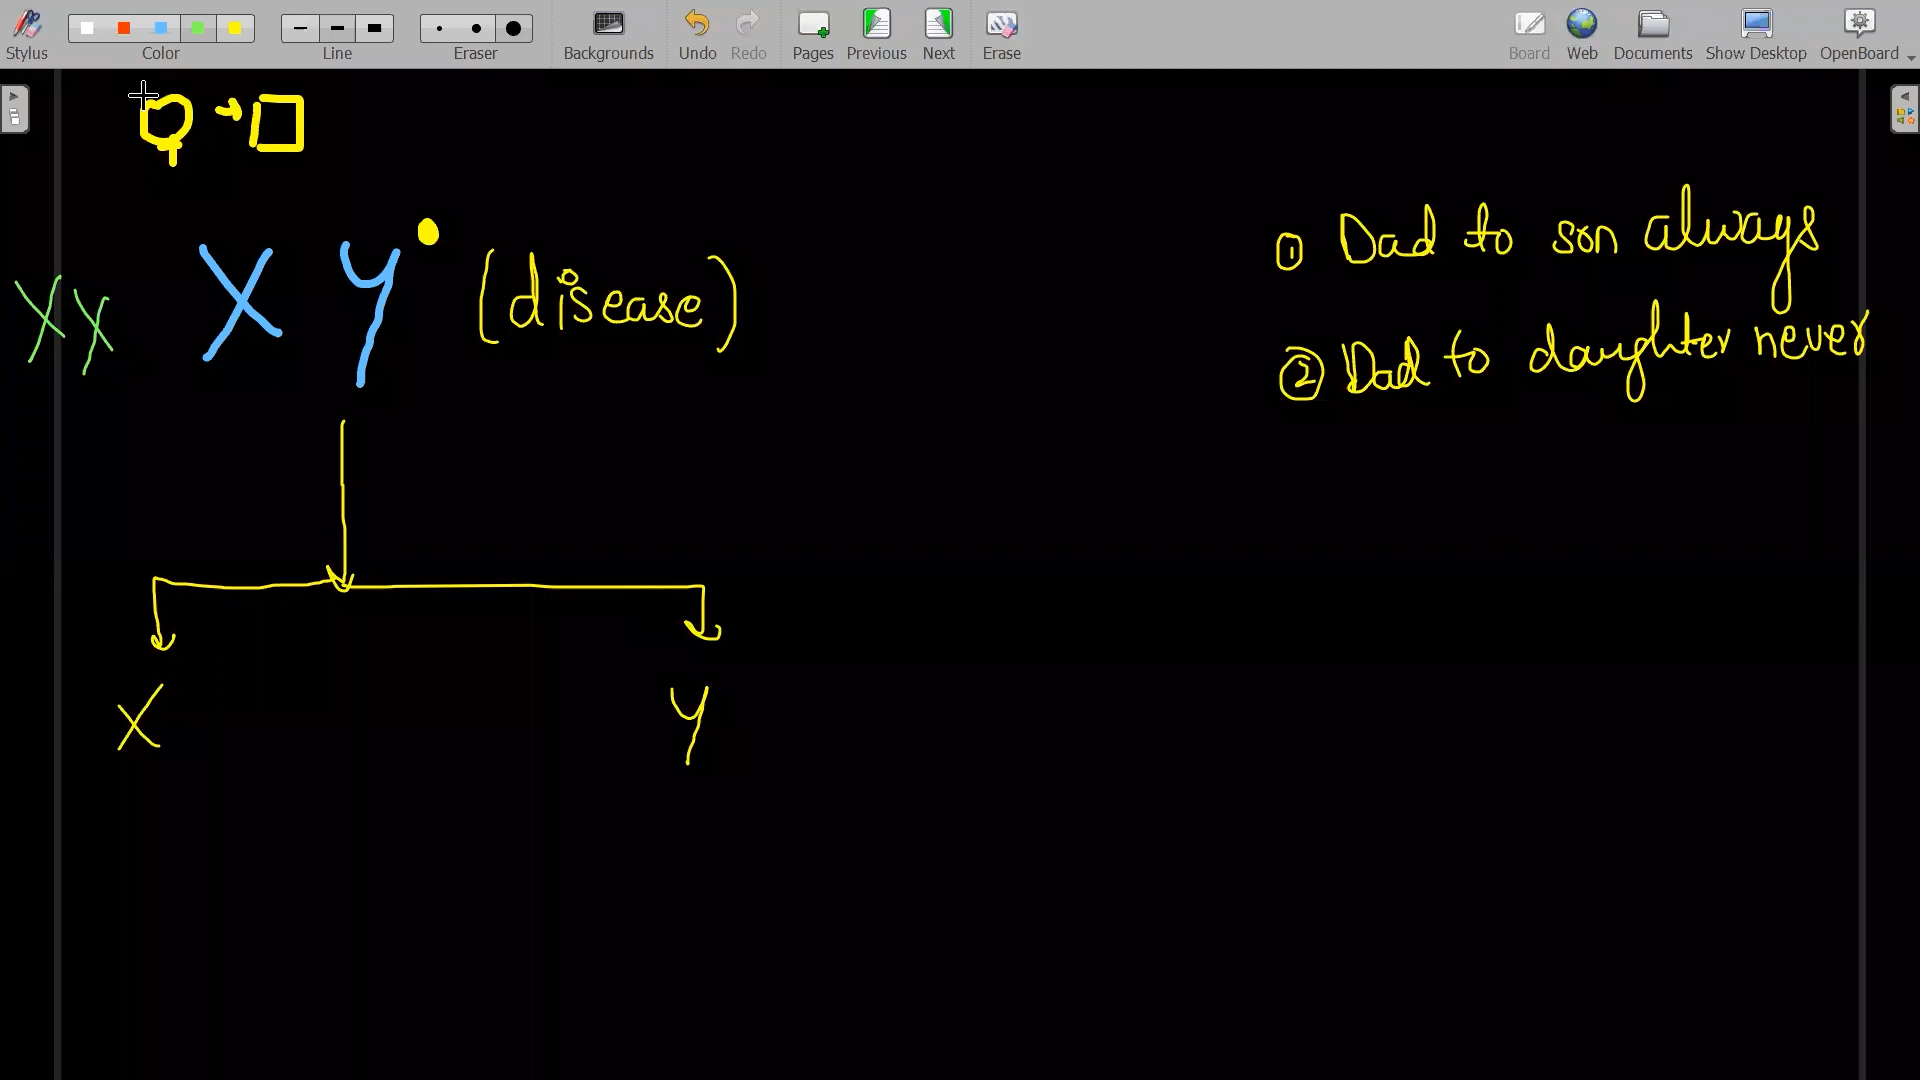 Stylus Color Line Eraser Backgrounds Undo Redo Pages Previous Next Erase Board Web Documents Show Desktop OpenBoard
① Dad to son always
XX X Y (disease)
② Dad to daughter never
X Y